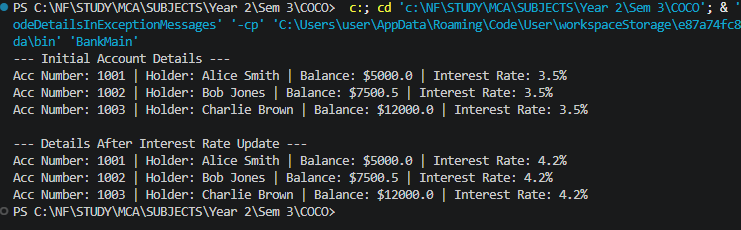 PS C:\NF\STUDY\MCA\SUBJECTS\Year 2\Sem 3\COCO>  c:; cd 'c:\NF\STUDY\MCA\SUBJECTS\Year 2\Sem 3\COCO'; & '
odeDetailsInExceptionMessages' '-cp' 'C:\Users\user\AppData\Roaming\Code\User\workspaceStorage\e87a74fc8
da\bin' 'BankMain'
--- Initial Account Details ---
Acc Number: 1001 | Holder: Alice Smith | Balance: $5000.0 | Interest Rate: 3.5%
Acc Number: 1002 | Holder: Bob Jones | Balance: $7500.5 | Interest Rate: 3.5%
Acc Number: 1003 | Holder: Charlie Brown | Balance: $12000.0 | Interest Rate: 3.5%

--- Details After Interest Rate Update ---
Acc Number: 1001 | Holder: Alice Smith | Balance: $5000.0 | Interest Rate: 4.2%
Acc Number: 1002 | Holder: Bob Jones | Balance: $7500.5 | Interest Rate: 4.2%
Acc Number: 1003 | Holder: Charlie Brown | Balance: $12000.0 | Interest Rate: 4.2%
PS C:\NF\STUDY\MCA\SUBJECTS\Year 2\Sem 3\COCO>